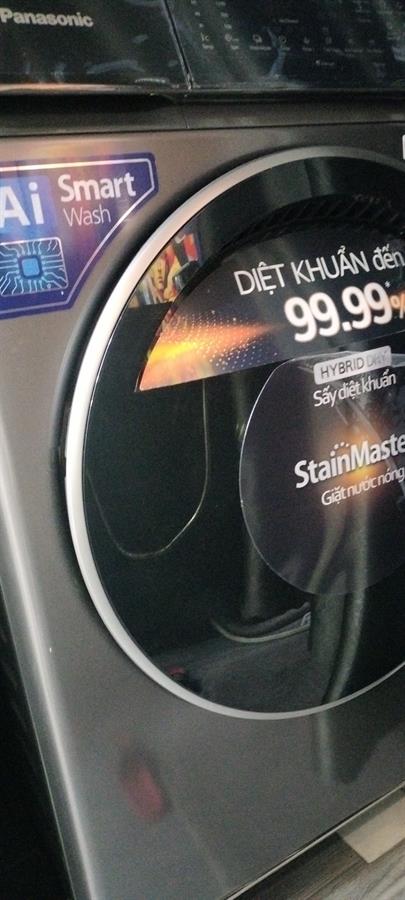 Panasonic
Ai Smart
Wash
DIỆT KHUẨN đến
99.99*%
HYBRID DRY
Sấy diệt khuẩn
StainMaste
Giặt nước nóng